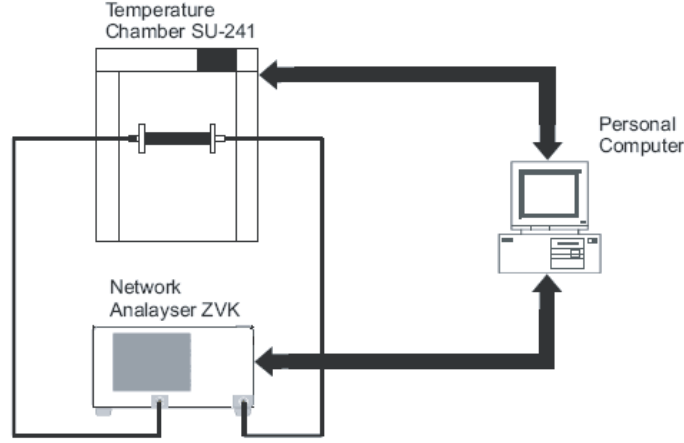 Temperature
Chamber SU-241
Personal
Computer
Network
Analayser ZVK